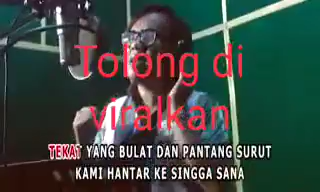 Tolong di
viralkan
TEKAT YANG BULAT DAN PANTANG SURUT
KAMI HANTAR KE SINGGA SANA